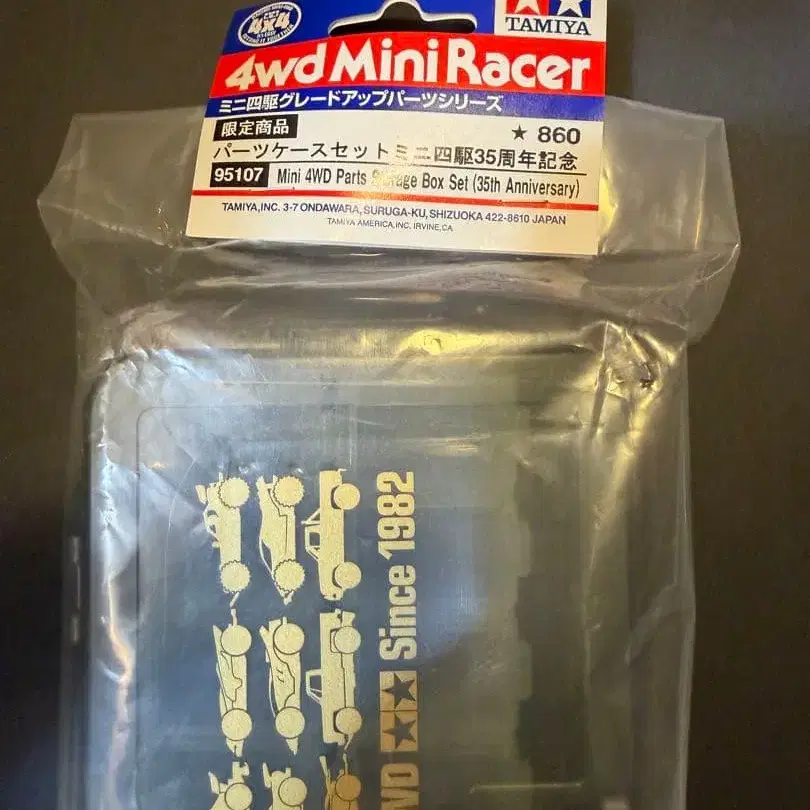 4x4
TAMIYA
4wd Mini Racer
ミニ四駆グレードアップパーツシリーズ
限定商品
★ 860
パーツケースセット ミニ四駆35周年記念
95107 Mini 4WD Parts Storage Box Set (35th Anniversary)
TAMIYA,INC. 3-7 ONDAWARA, SURUGA-KU, SHIZUOKA 422-8610 JAPAN
TAMIYA AMERICA,INC. IRVINE,CA
WD ★★ Since 1982